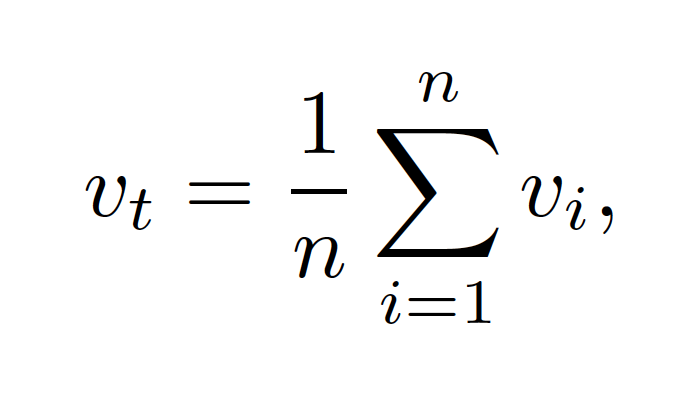 v_t = \frac{1}{n} \sum_{i=1}^{n} v_i,